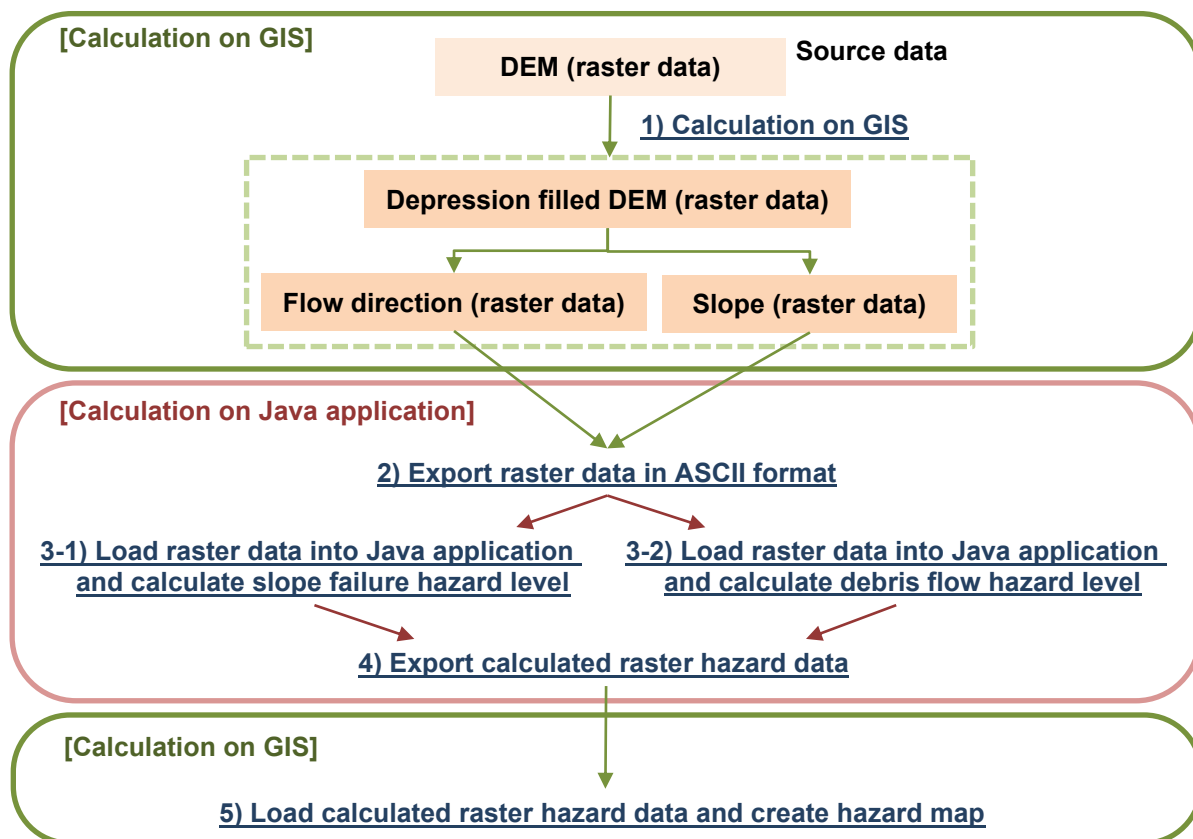 [Calculation on GIS]
DEM (raster data)
Source data
1) Calculation on GIS
Depression filled DEM (raster data)
Flow direction (raster data)
Slope (raster data)
[Calculation on Java application]
2) Export raster data in ASCII format
3-1) Load raster data into Java application
and calculate slope failure hazard level
3-2) Load raster data into Java application
and calculate debris flow hazard level
4) Export calculated raster hazard data
[Calculation on GIS]
5) Load calculated raster hazard data and create hazard map